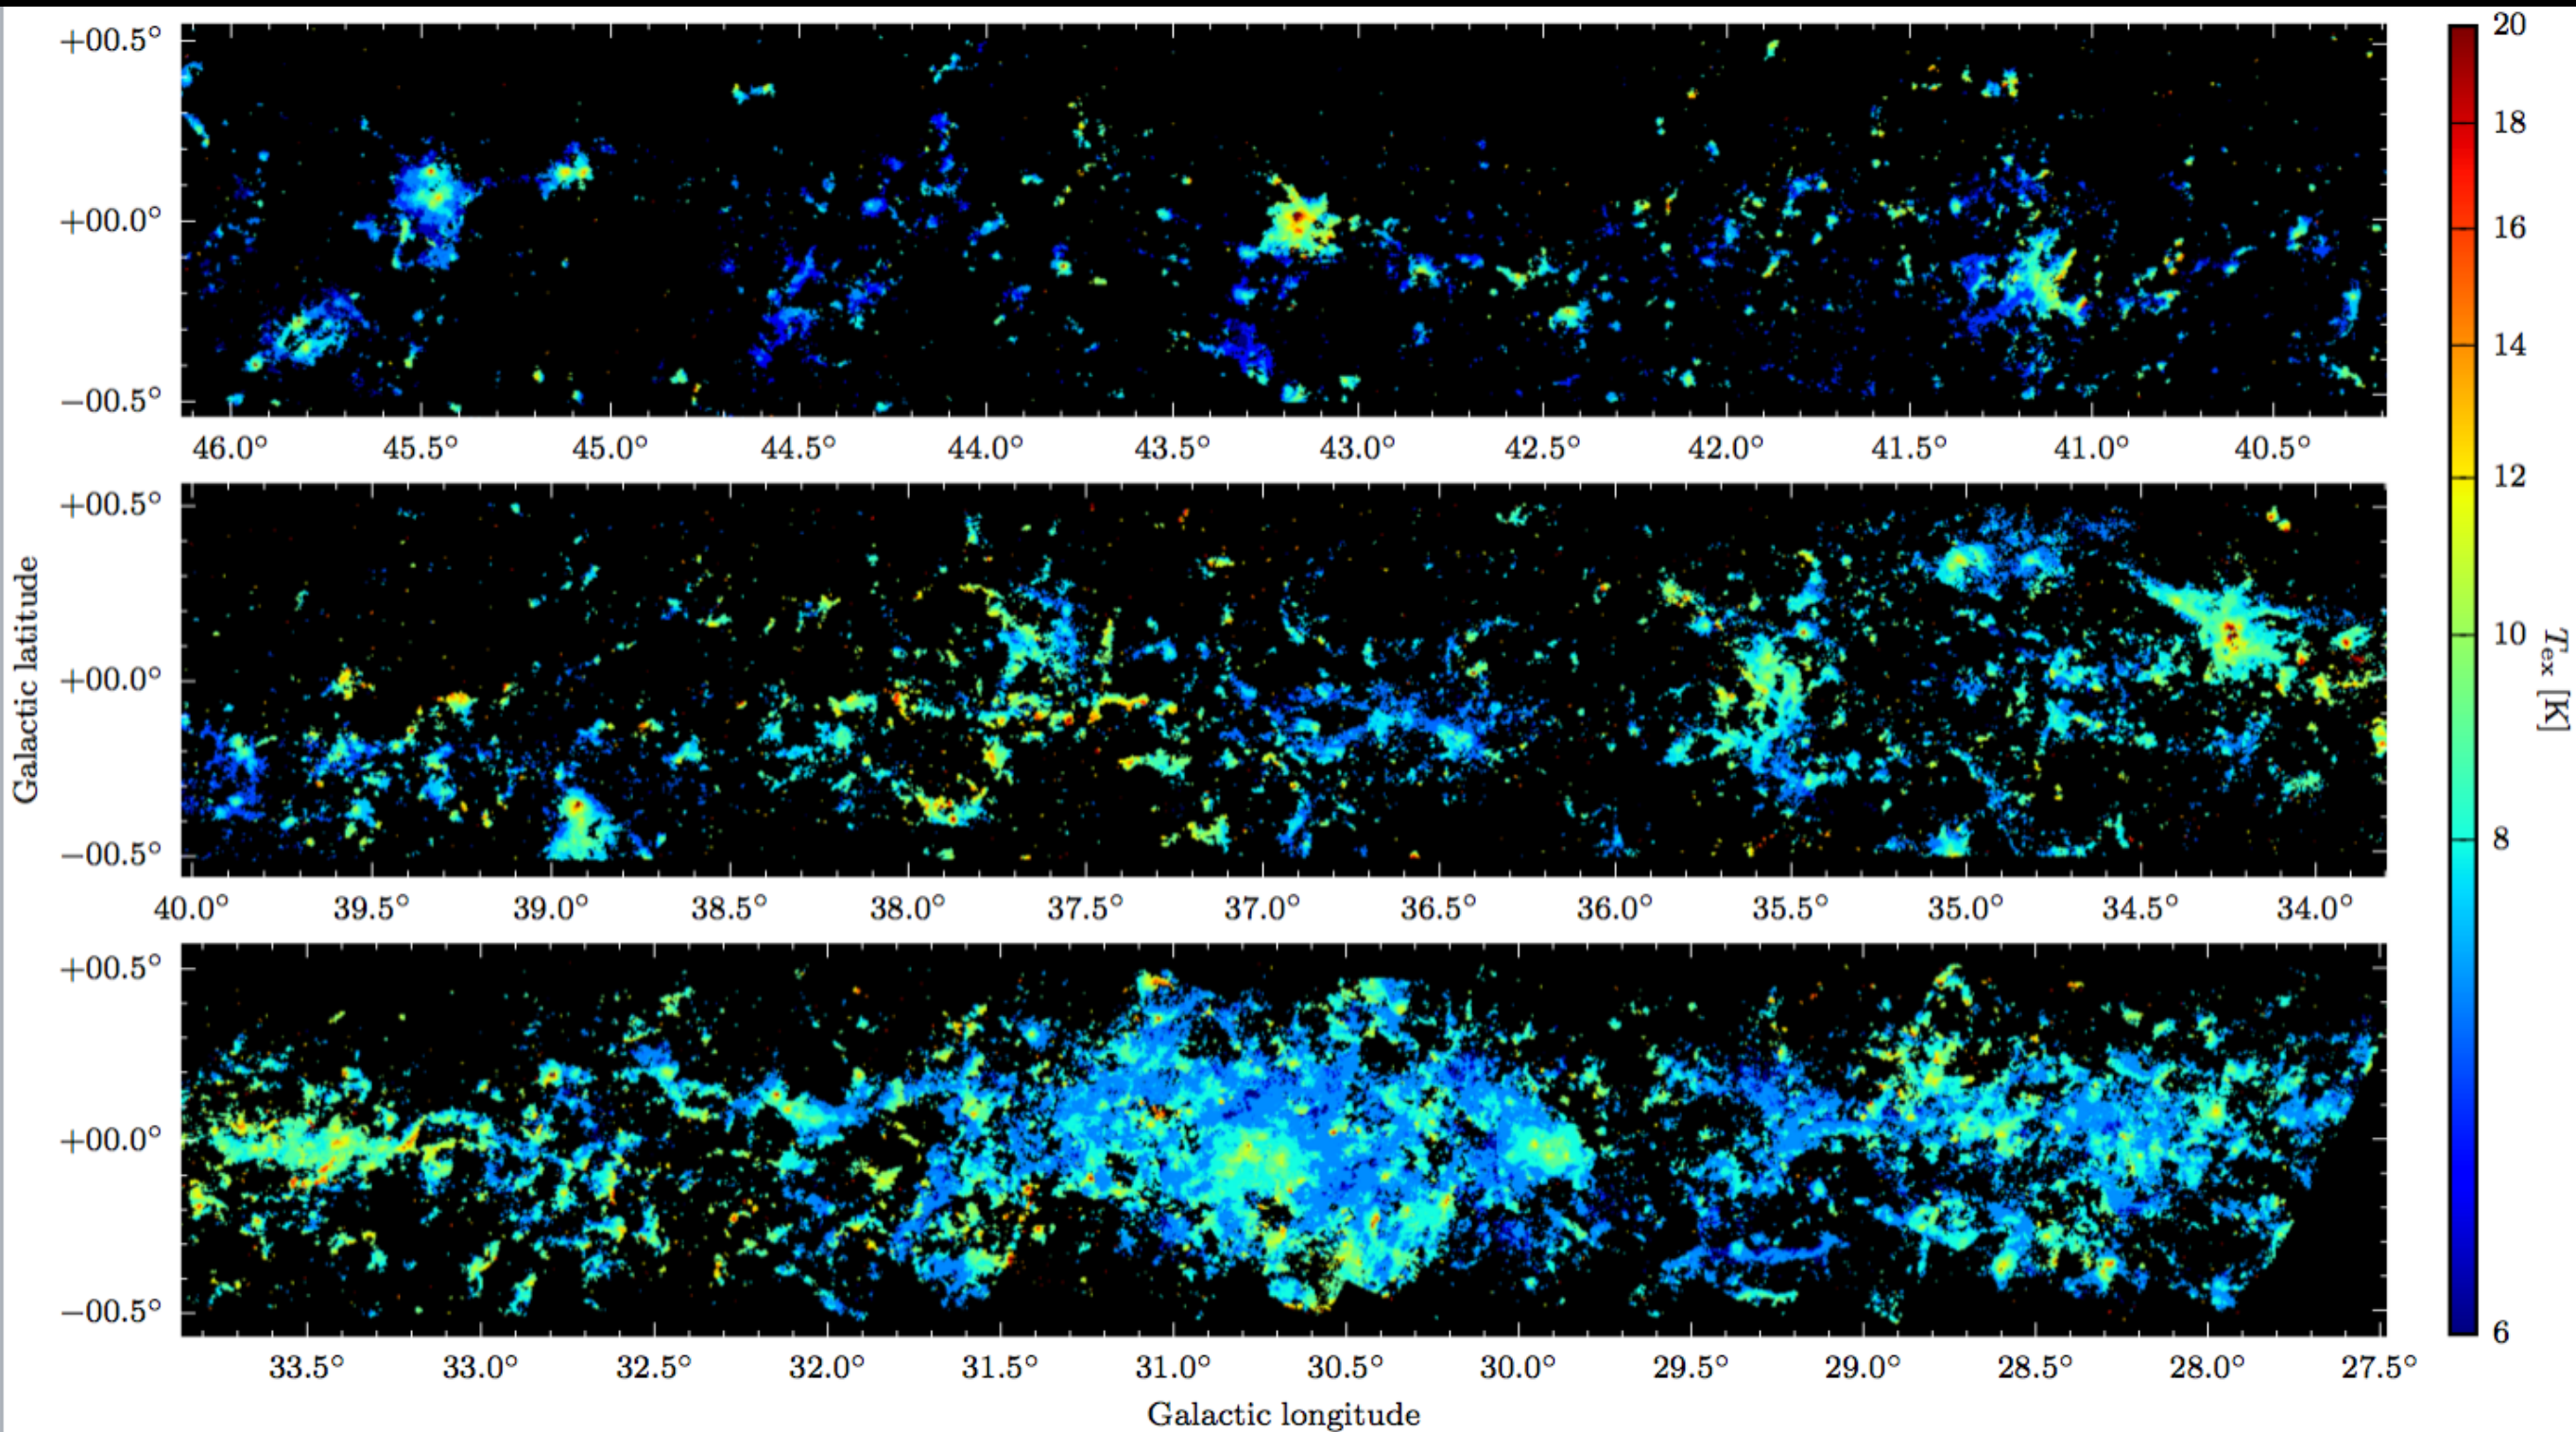 +00.5°
+00.0°
−00.5°
46.0° 45.5° 45.0° 44.5° 44.0° 43.5° 43.0° 42.5° 42.0° 41.5° 41.0° 40.5°
+00.5°
+00.0°
−00.5°
40.0° 39.5° 39.0° 38.5° 38.0° 37.5° 37.0° 36.5° 36.0° 35.5° 35.0° 34.5° 34.0°
+00.5°
+00.0°
−00.5°
33.5° 33.0° 32.5° 32.0° 31.5° 31.0° 30.5° 30.0° 29.5° 29.0° 28.5° 28.0° 27.5°
Galactic longitude
Galactic latitude
20
18
16
14
12
10
8
6
Tex [K]